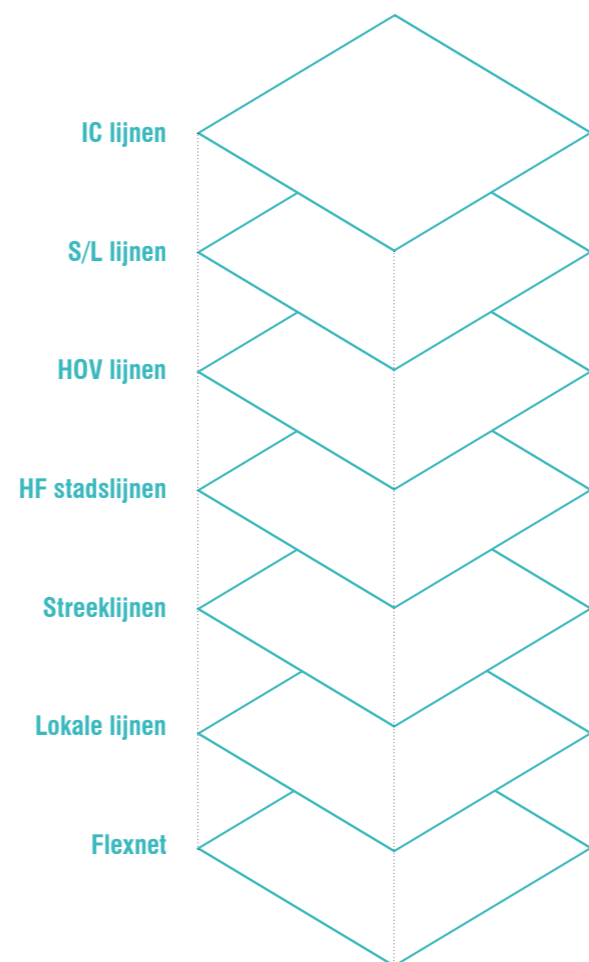 IC lijnen
S/L lijnen
HOV lijnen
HF stadslijnen
Streeklijnen
Lokale lijnen
Flexnet